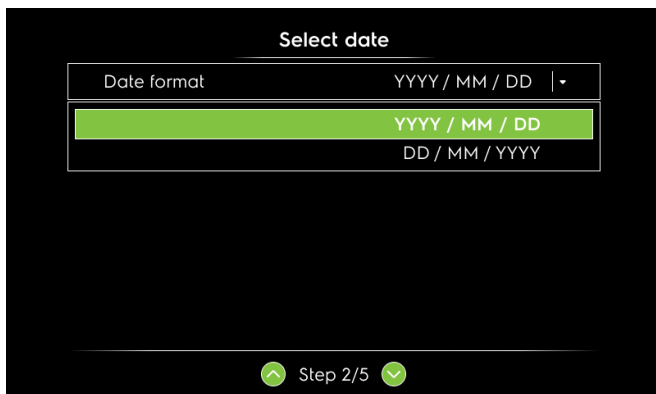 Select date
Date format YYYY / MM / DD
YYYY / MM / DD
DD / MM / YYYY
Step 2/5